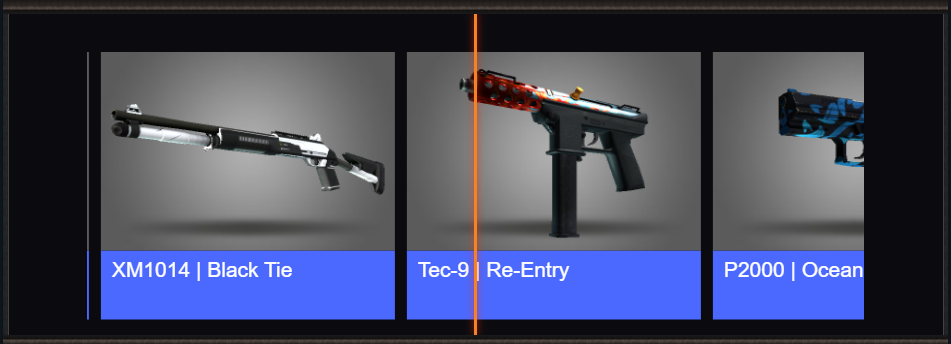 XM1014 | Black Tie
Tec-9 | Re-Entry
P2000 | Ocean